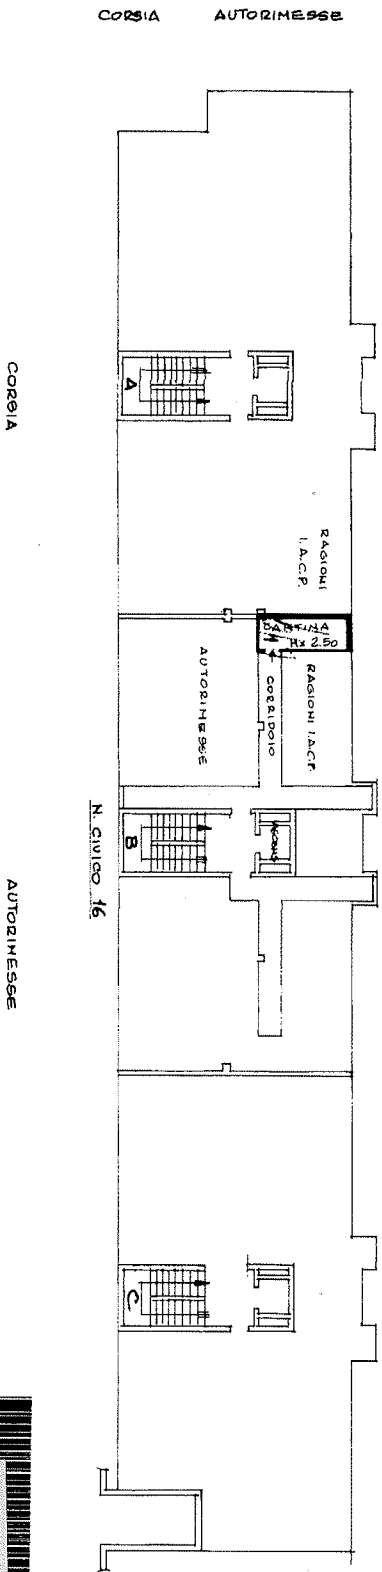 CORSIA AUTORIMESSE
CORSIA
A
RAGIONI
I.A.C.P.
CANTINA
H= 2.50
RAGIONI I.A.C.P.
CORRIDOIO
AUTORIMESSE
B
N. CIVICO 16
AUTORIMESSE
C